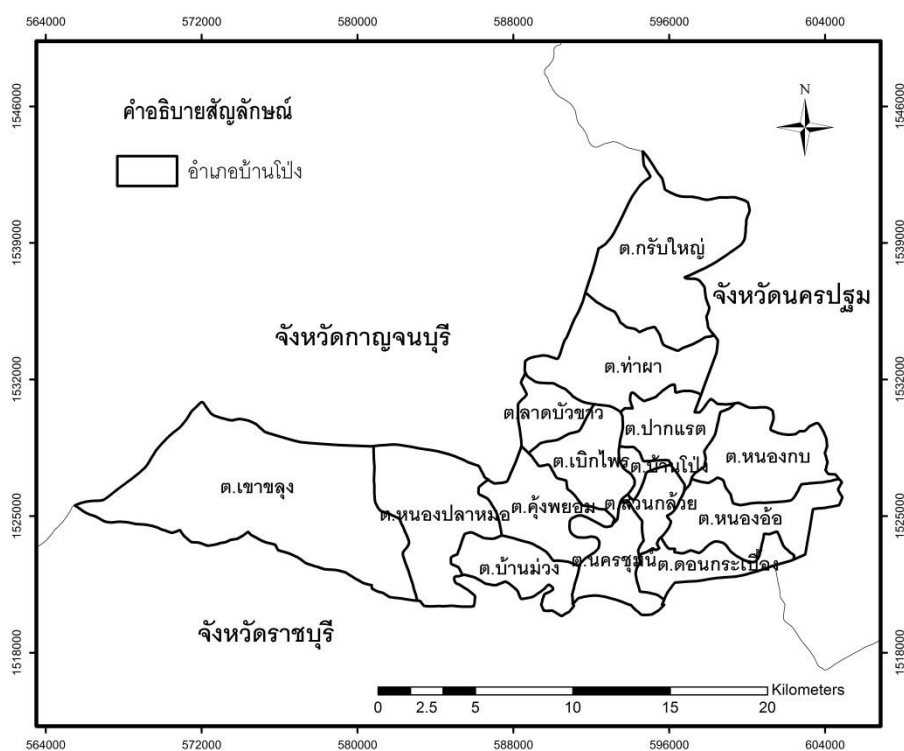 564000 572000 580000 588000 596000 604000
N
คำอธิบายสัญลักษณ์
อำเภอบ้านโป่ง
1546000 1546000
1539000 1539000
ต.กรับใหญ่
จังหวัดนครปฐม
จังหวัดกาญจนบุรี
ต.ท่าผา
1532000 1532000
ต.ลาดบัวขาว
ต.ปากแรต
ต.เบิกไพร
ต.บ้านโป่ง
ต.หนองกบ
ต.เขาขลุง
1525000 1525000
ต.หนองปลาหมอ
ต.คุ้งพยอม
ต.สวนกล้วย
ต.หนองอ้อ
ต.บ้านม่วง
ต.นครชุมน์
ต.ดอนกระเบื้อง
จังหวัดราชบุรี
1518000 1518000
Kilometers
0 2.5 5 10 15 20
564000 572000 580000 588000 596000 604000